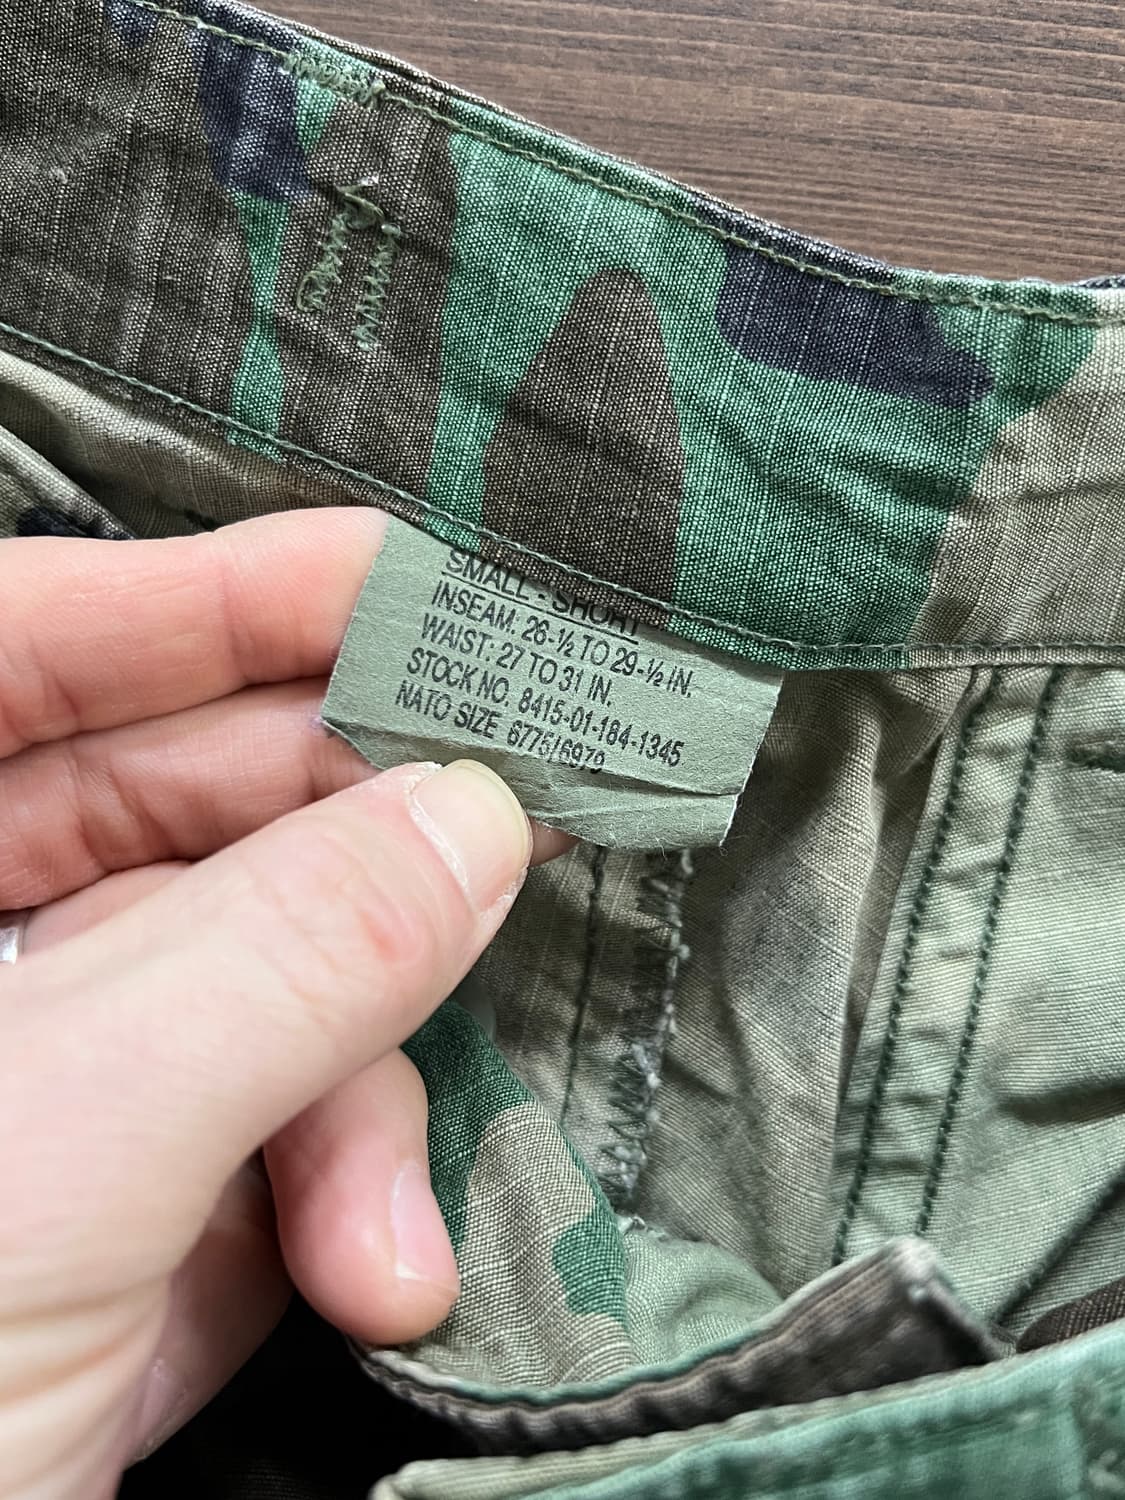 SMALL - SHORT
INSEAM: 26-½ TO 29-½ IN.
WAIST: 27 TO 31 IN.
STOCK NO. 8415-01-184-1345
NATO SIZE 6775/6979